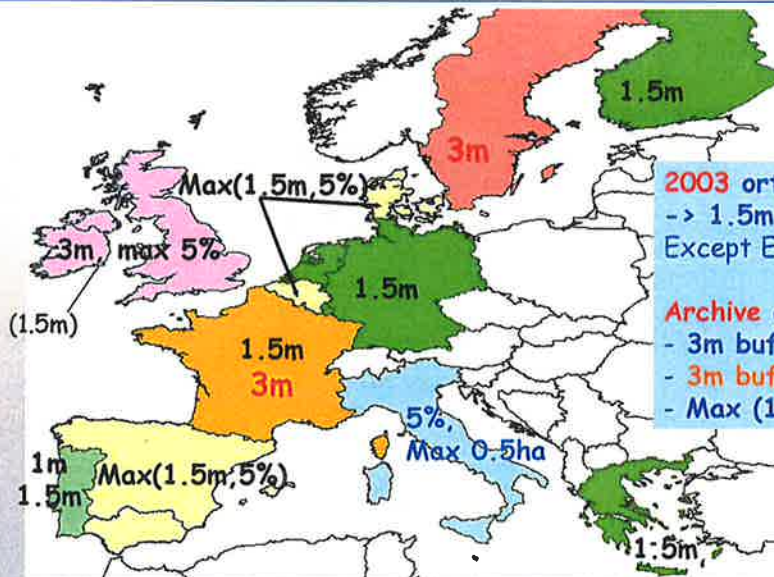 1.5m
3m
Max(1.5m,5%)
3m, max 5%
(1.5m)
1.5m
1.5m
3m
5%,
Max 0.5ha
1m
1.5m
Max(1.5m,5%)
1.5m
2003
-> 1.5m
Except
Archive
- 3m
- 3m
- Max